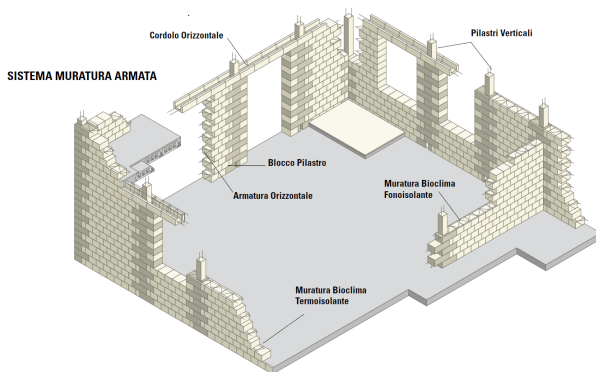 Cordolo Orizzontale
Pilastri Verticali
SISTEMA MURATURA ARMATA
Blocco Pilastro
Armatura Orizzontale
Muratura Bioclima
Fonoisolante
Muratura Bioclima
Termoisolante